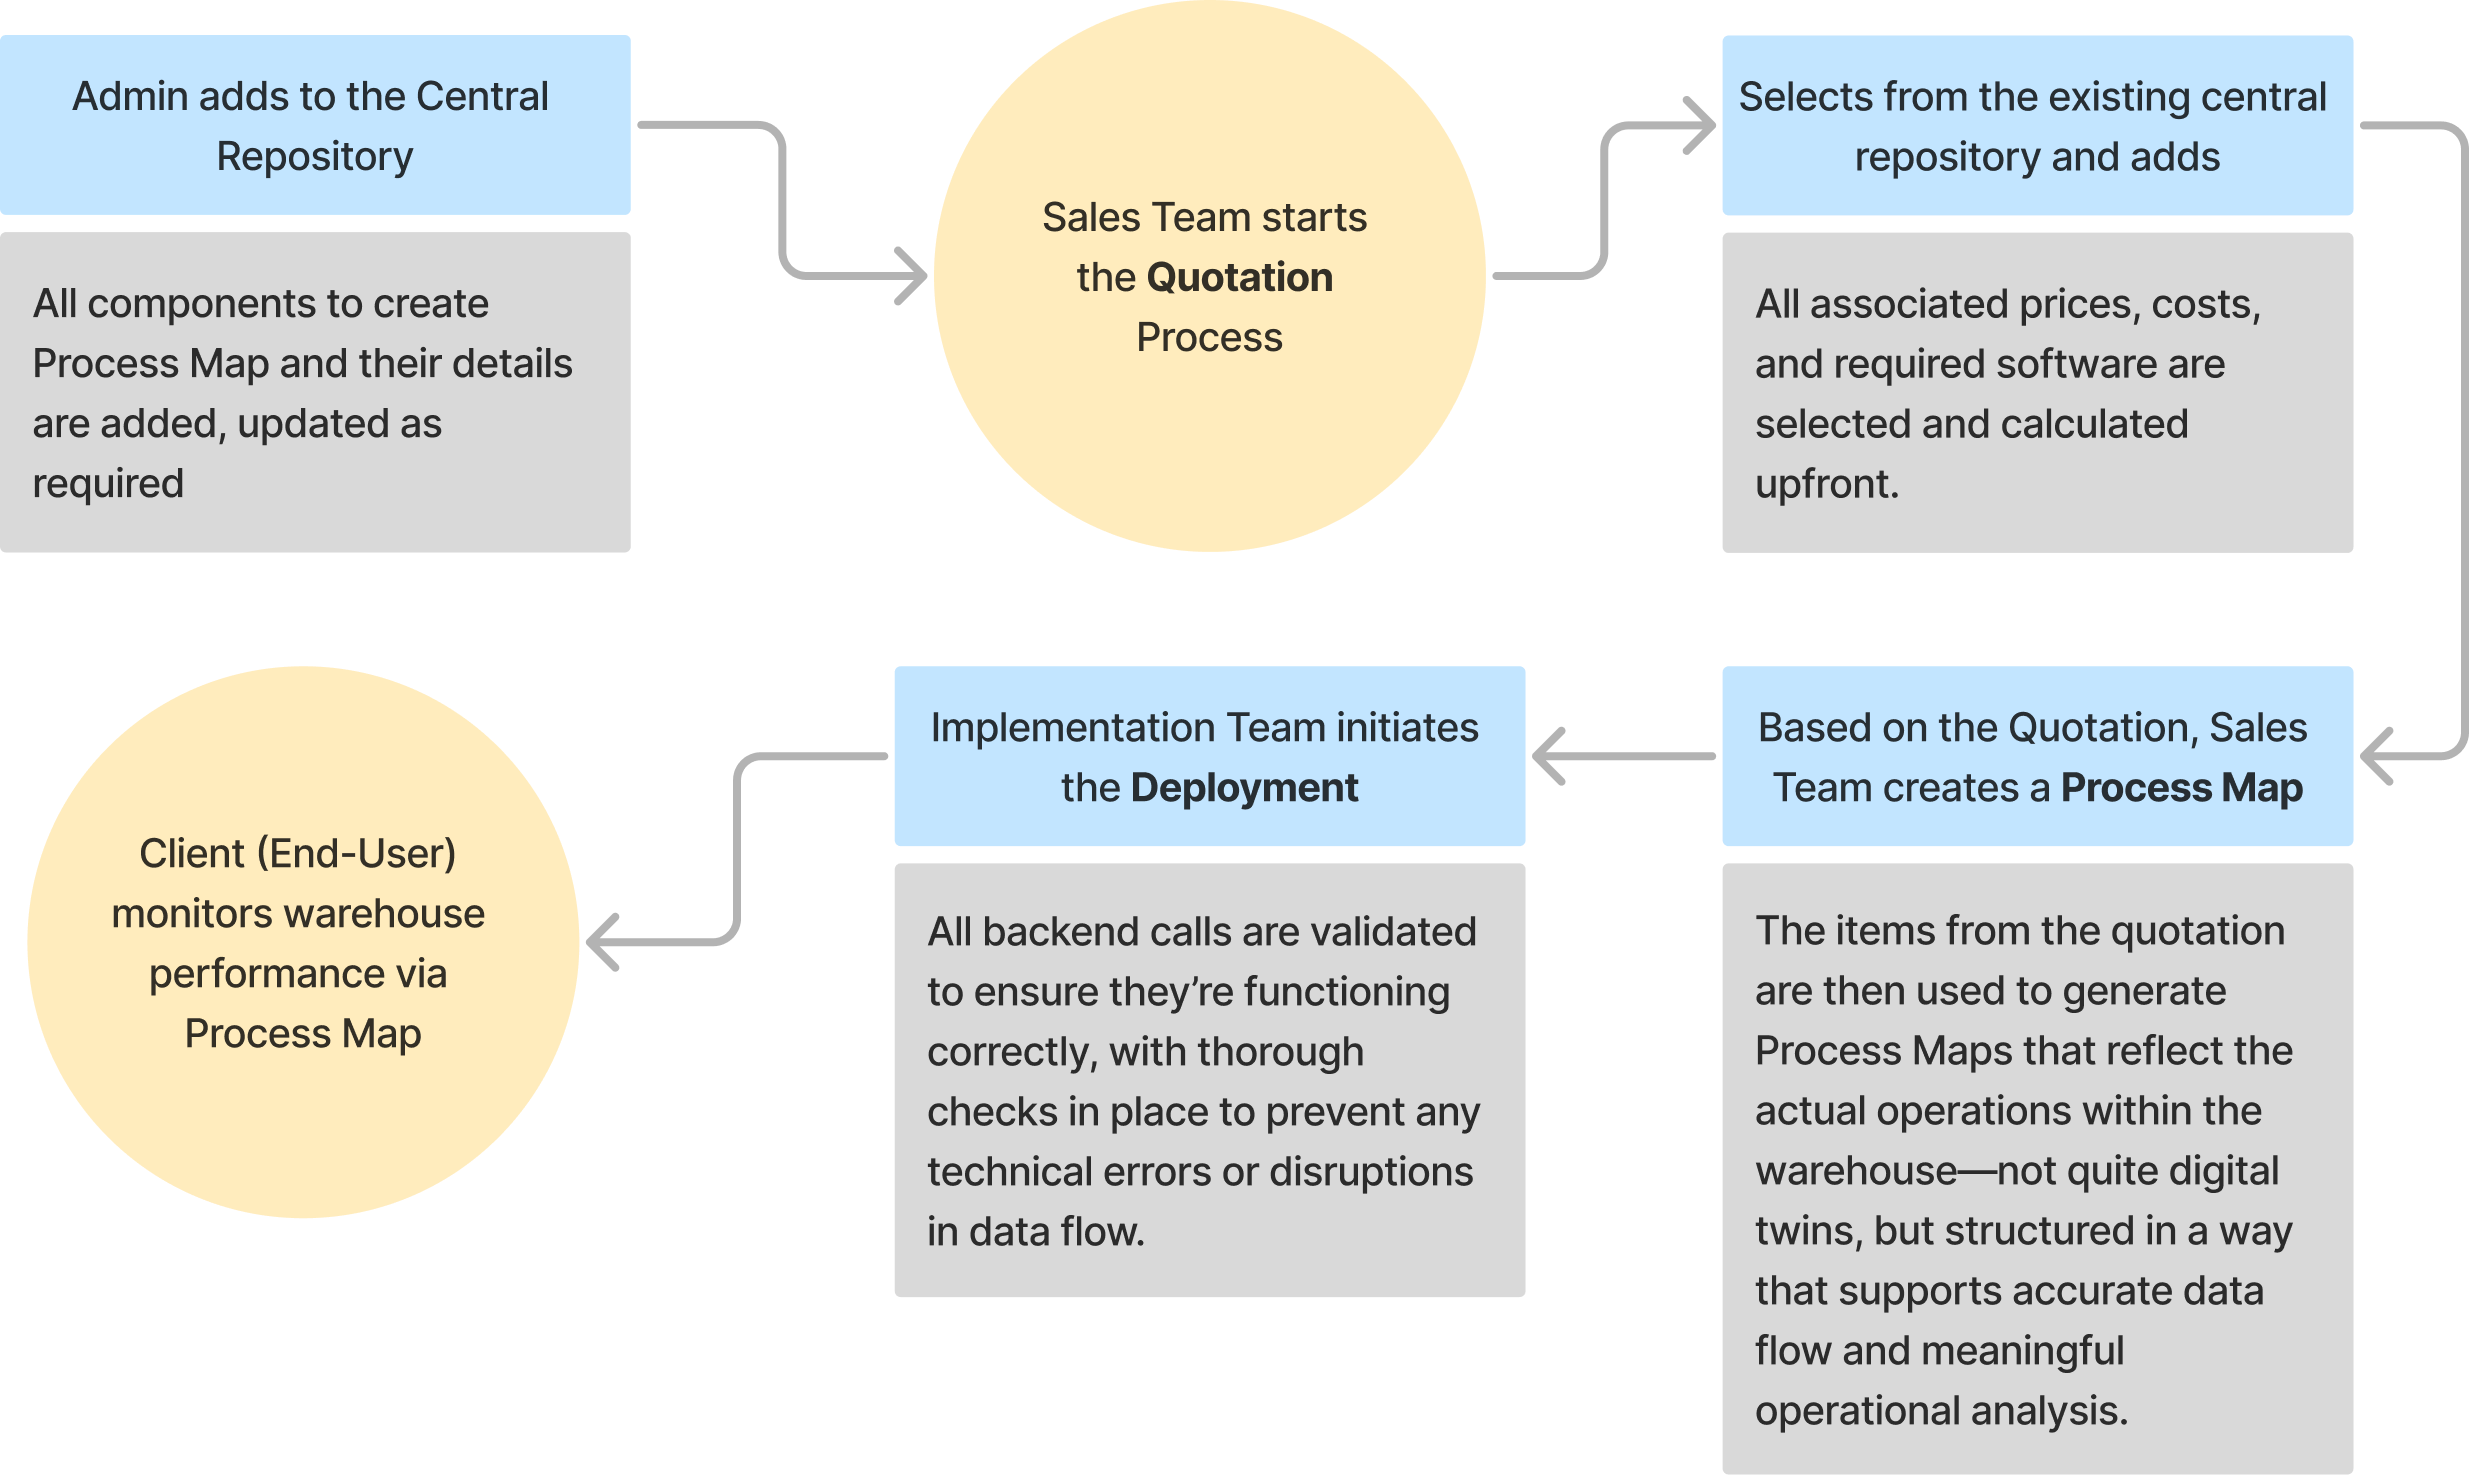 Admin adds to the Central
Repository
All components to create
Process Map and their details
are added, updated as
required
Sales Team starts
the Quotation
Process
Selects from the existing central
repository and adds
All associated prices, costs,
and required software are
selected and calculated
upfront.
Based on the Quotation, Sales
Team creates a Process Map
The items from the quotation
are then used to generate
Process Maps that reflect the
actual operations within the
warehouse—not quite digital
twins, but structured in a way
that supports accurate data
flow and meaningful
operational analysis.
Implementation Team initiates
the Deployment
All backend calls are validated
to ensure they’re functioning
correctly, with thorough
checks in place to prevent any
technical errors or disruptions
in data flow.
Client (End-User)
monitors warehouse
performance via
Process Map